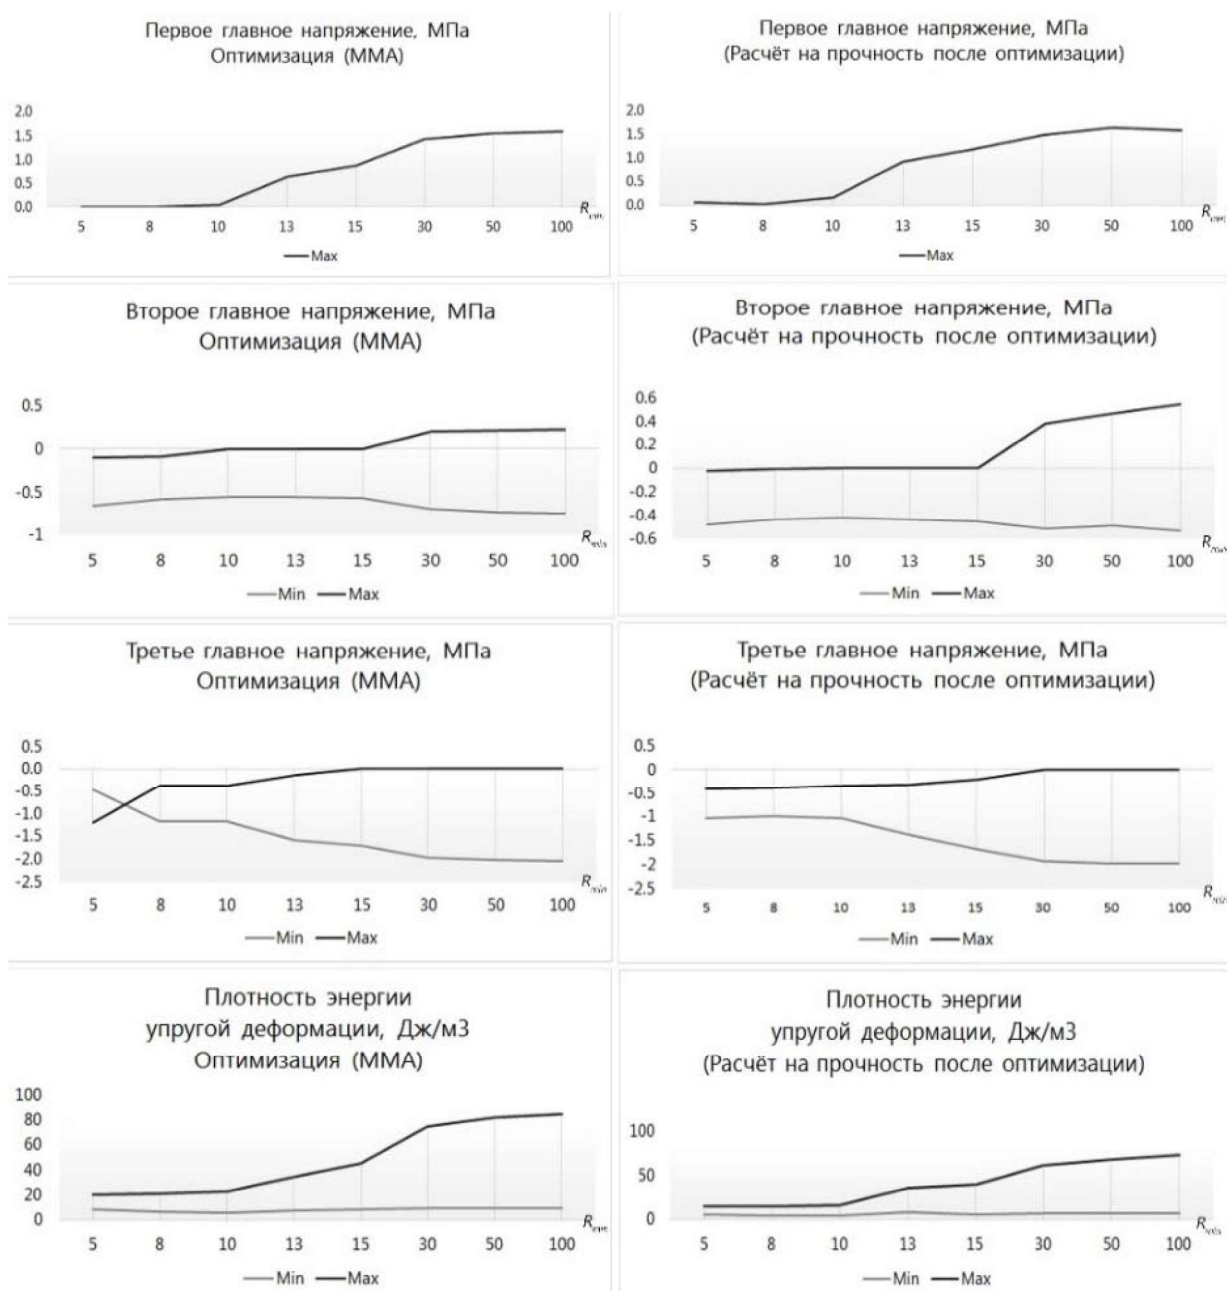 Первое главное напряжение, МПа
Оптимизация (ММА)
2.0
1.5
1.0
0.5
0.0
5 8 10 13 15 30 50 100
Max
Первое главное напряжение, МПа
(Расчёт на прочность после оптимизации)
2.0
1.5
1.0
0.5
0.0
5 8 10 13 15 30 50 100
Max
Второе главное напряжение, МПа
Оптимизация (ММА)
0.5
0
-0.5
-1
R min
5 8 10 13 15 30 50 100
Min Max
Второе главное напряжение, МПа
(Расчёт на прочность после оптимизации)
0.6
0.4
0.2
0
-0.2
-0.4
-0.6
5 8 10 13 15 30 50 100
Min Max
Третье главное напряжение, МПа
Оптимизация (ММА)
0.5
0.0
-0.5
-1.0
-1.5
-2.0
-2.5
R min
5 8 10 13 15 30 50 100
Min Max
Третье главное напряжение, МПа
(Расчёт на прочность после оптимизации)
0.5
0
-0.5
-1
-1.5
-2
-2.5
R min
5 8 10 13 15 30 50 100
Min Max
Плотность энергии
упругой деформации, Дж/м3
Оптимизация (ММА)
100
80
60
40
20
0
5 8 10 13 15 30 50 100
Min Max
Плотность энергии
упругой деформации, Дж/м3
(Расчёт на прочность после оптимизации)
100
50
0
R min
5 8 10 13 15 30 50 100
Min Max